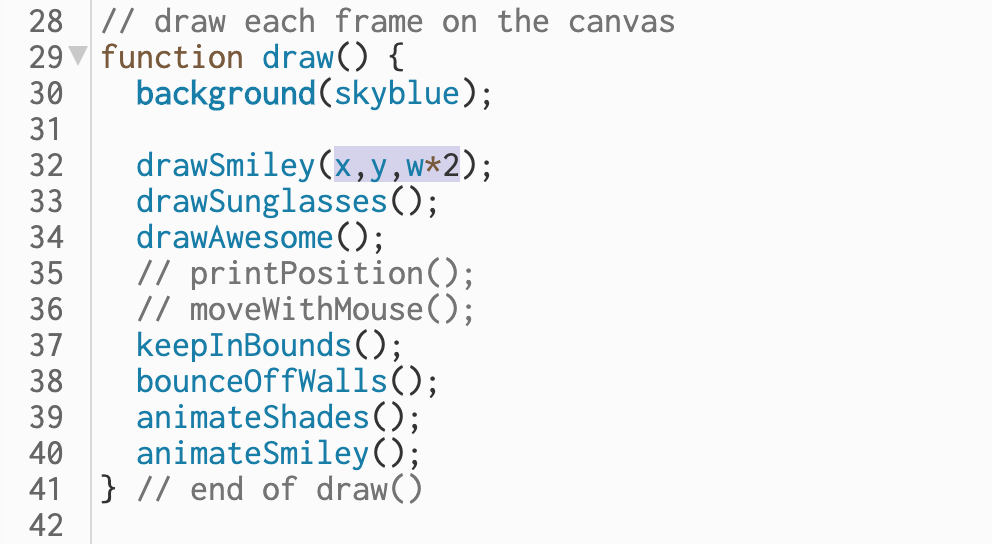 28 // draw each frame on the canvas
29 function draw() {
30   background(skyblue);
31
32   drawSmiley(x,y,w*2);
33   drawSunglasses();
34   drawAwesome();
35   // printPosition();
36   // moveWithMouse();
37   keepInBounds();
38   bounceOffWalls();
39   animateShades();
40   animateSmiley();
41 } // end of draw()
42